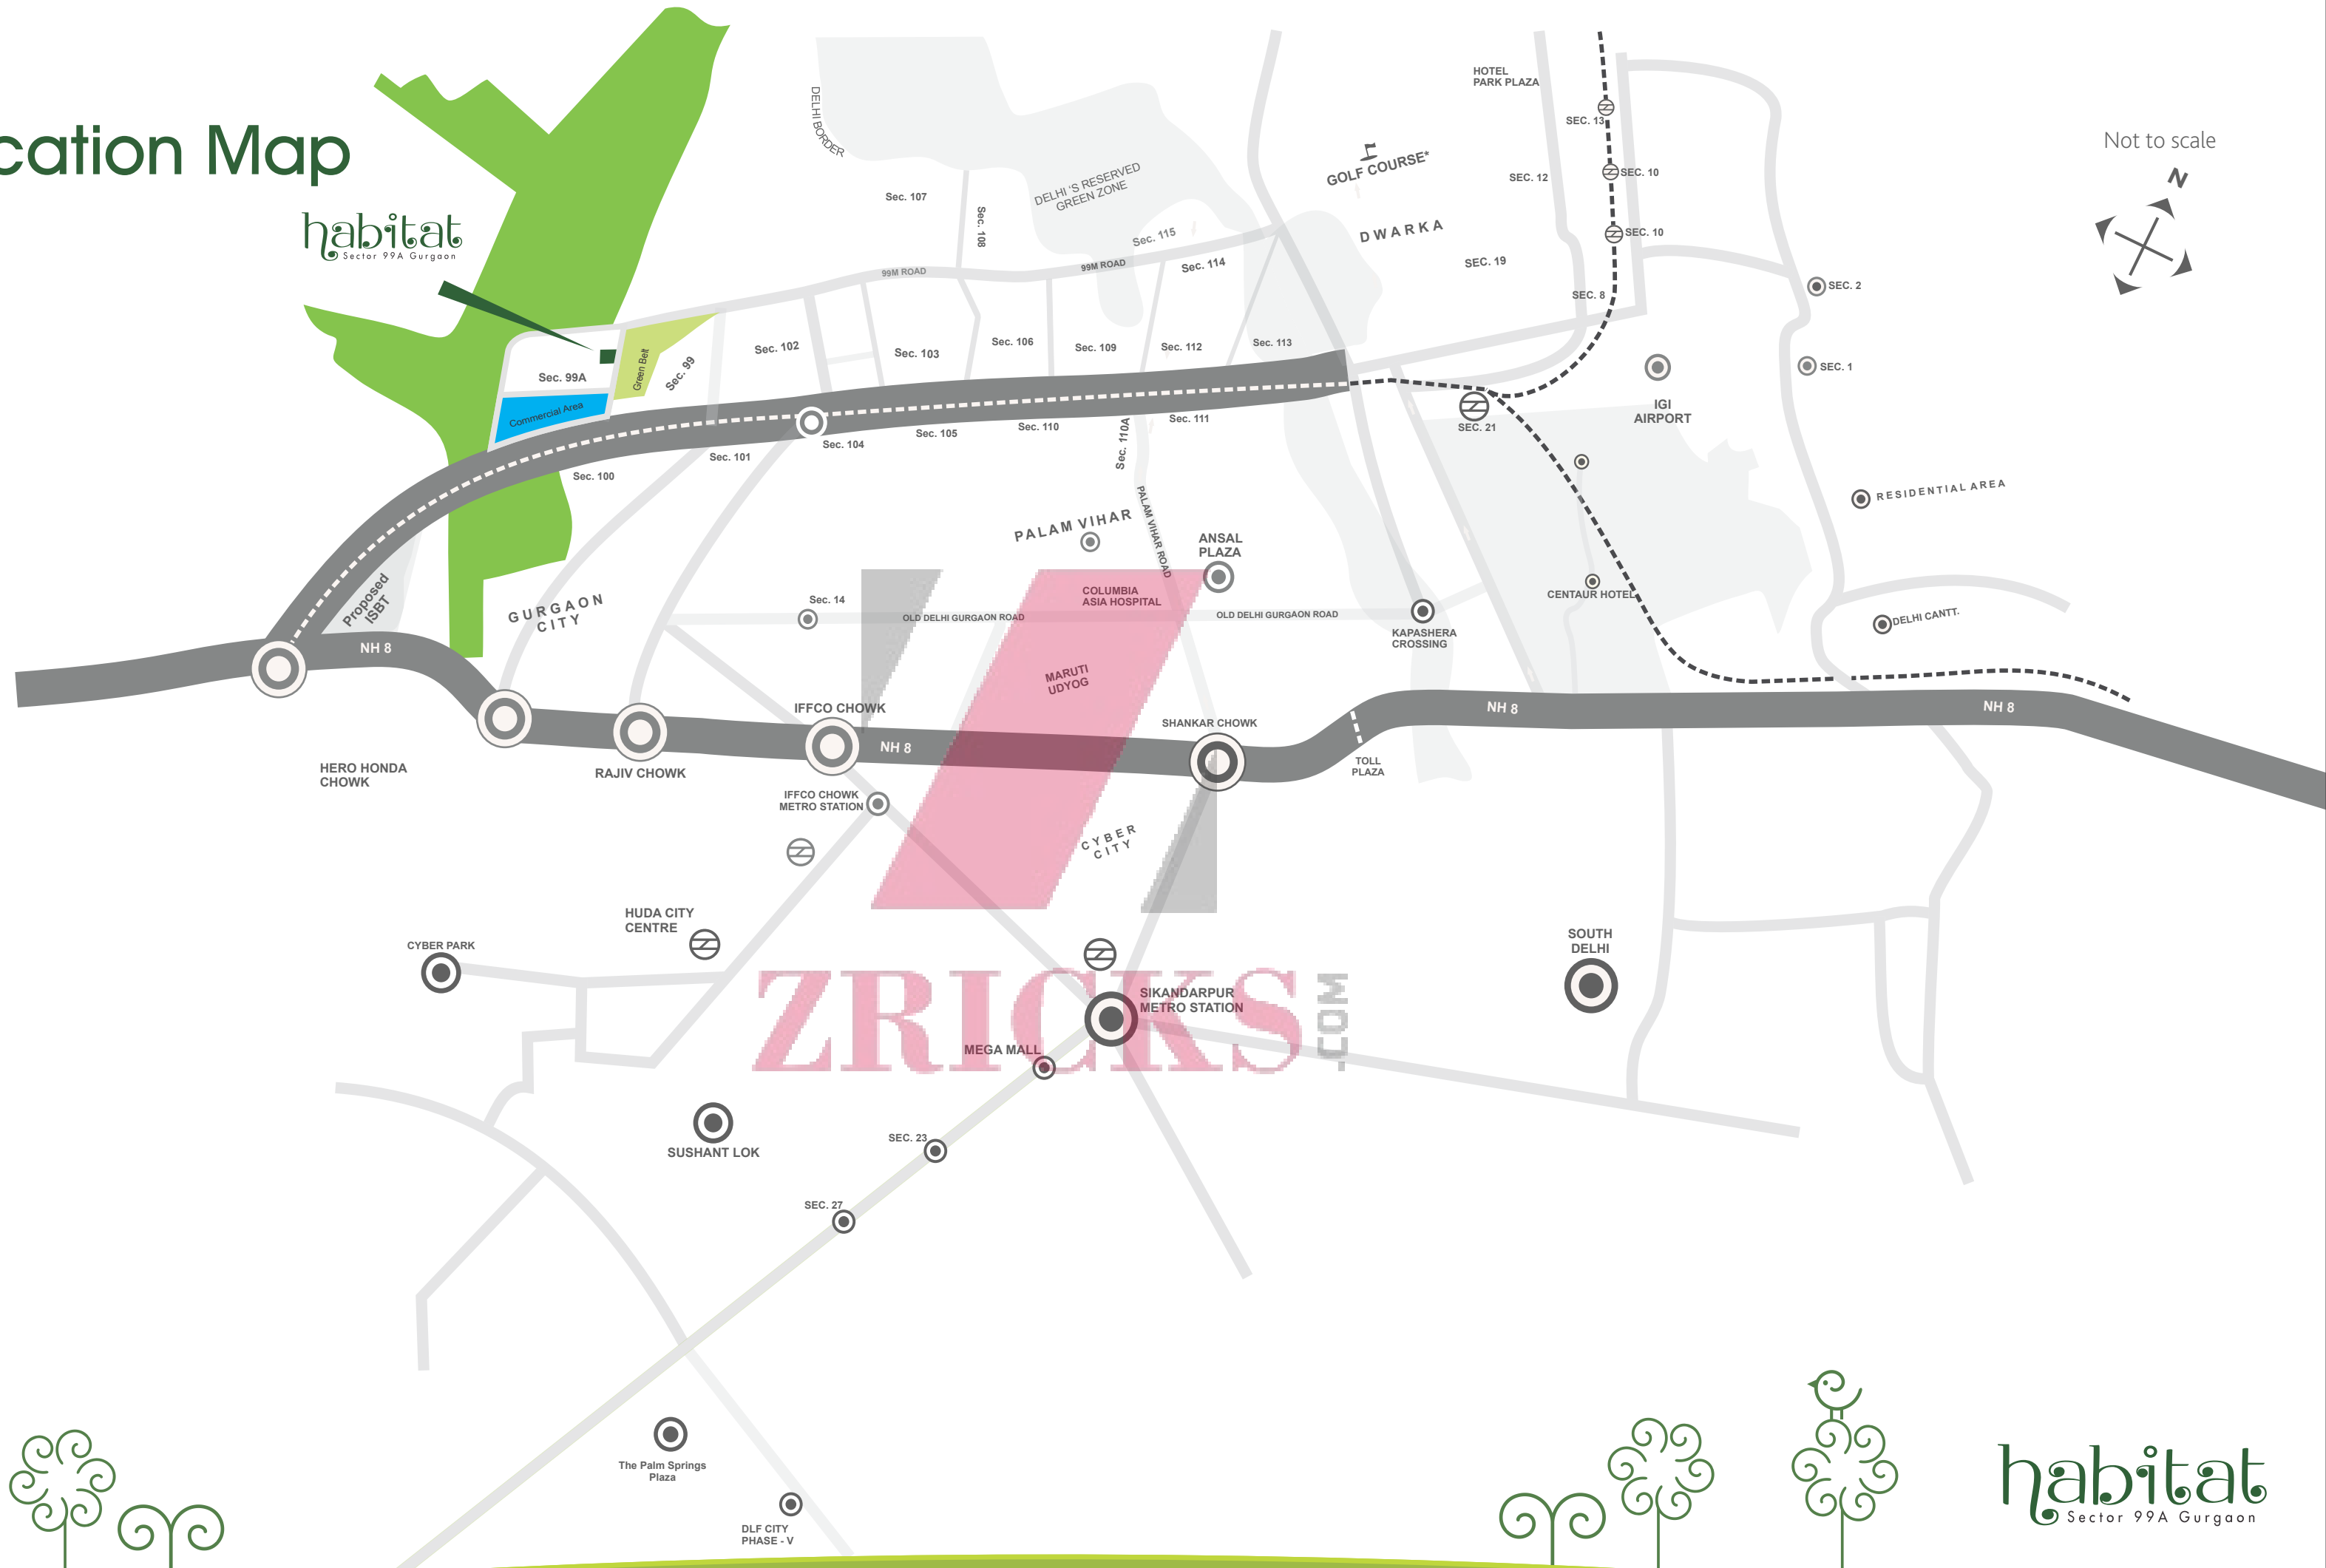 cation Map
habitat
Sector 99A Gurgaon
Not to scale
N
DELHI BORDER
HOTEL
PARK PLAZA
SEC. 13
SEC. 10
SEC. 12
SEC. 10
GOLF COURSE*
DWARKA
SEC. 19
SEC. 8
SEC. 2
SEC. 1
Sec. 107
Sec. 108
DELHI 'S RESERVED
GREEN ZONE
Sec. 115
Sec. 114
99M ROAD
99M ROAD
Sec. 99A
Commercial Area
Green Belt
Sec. 99
Sec. 102
Sec. 103
Sec. 106
Sec. 109
Sec. 112
Sec. 113
Sec. 100
Sec. 101
Sec. 104
Sec. 105
Sec. 110
Sec. 110A
Sec. 111
SEC. 21
IGI
AIRPORT
RESIDENTIAL AREA
PALAM VIHAR
PALAM VIHAR ROAD
ANSAL
PLAZA
COLUMBIA
ASIA HOSPITAL
CENTAUR HOTEL
DELHI CANTT.
Proposed
ISBT
GURGAON
CITY
Sec. 14
OLD DELHI GURGAON ROAD
OLD DELHI GURGAON ROAD
KAPASHERA
CROSSING
NH 8
MARUTI
UDYOG
IFFCO CHOWK
SHANKAR CHOWK
NH 8
NH 8
NH 8
TOLL
PLAZA
HERO HONDA
CHOWK
RAJIV CHOWK
IFFCO CHOWK
METRO STATION
CYBER
CITY
HUDA CITY
CENTRE
CYBER PARK
SOUTH
DELHI
SIKANDARPUR
METRO STATION
ZRICKS
.COM
MEGA MALL
SUSHANT LOK
SEC. 23
SEC. 27
The Palm Springs
Plaza
DLF CITY
PHASE - V
habitat
Sector 99A Gurgaon